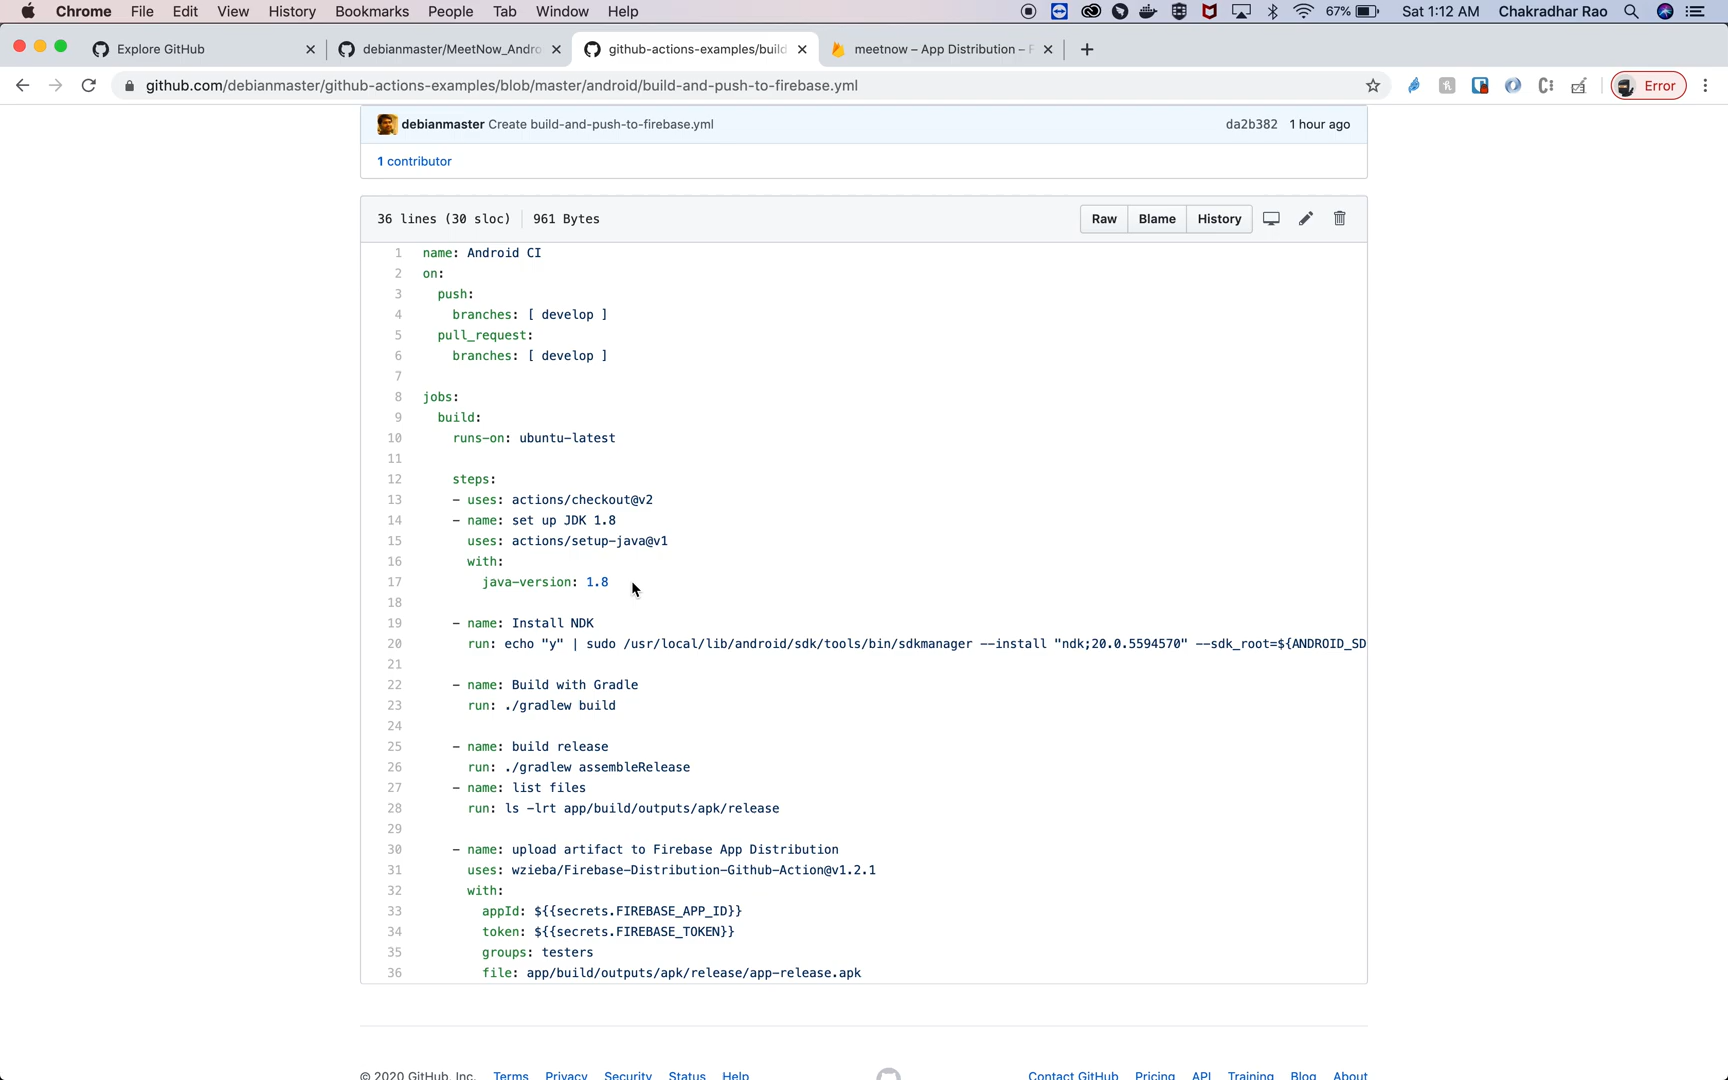 Chrome File Edit View History Bookmarks People Tab Window Help 67% Sat 1:12 AM Chakradhar Rao
Explore GitHub debianmaster/MeetNow_Andro github-actions-examples/build meetnow – App Distribution – F
github.com/debianmaster/github-actions-examples/blob/master/android/build-and-push-to-firebase.yml Error
debianmaster Create build-and-push-to-firebase.yml da2b382 1 hour ago
1 contributor
36 lines (30 sloc) 961 Bytes Raw Blame History
1 name: Android CI
2 on:
3 push:
4 branches: [ develop ]
5 pull_request:
6 branches: [ develop ]
7
8 jobs:
9 build:
10 runs-on: ubuntu-latest
11
12 steps:
13 - uses: actions/checkout@v2
14 - name: set up JDK 1.8
15 uses: actions/setup-java@v1
16 with:
17 java-version: 1.8
18
19 - name: Install NDK
20 run: echo "y" | sudo /usr/local/lib/android/sdk/tools/bin/sdkmanager --install "ndk;20.0.5594570" --sdk_root=${ANDROID_SD
21
22 - name: Build with Gradle
23 run: ./gradlew build
24
25 - name: build release
26 run: ./gradlew assembleRelease
27 - name: list files
28 run: ls -lrt app/build/outputs/apk/release
29
30 - name: upload artifact to Firebase App Distribution
31 uses: wzieba/Firebase-Distribution-Github-Action@v1.2.1
32 with:
33 appId: ${{secrets.FIREBASE_APP_ID}}
34 token: ${{secrets.FIREBASE_TOKEN}}
35 groups: testers
36 file: app/build/outputs/apk/release/app-release.apk
© 2020 GitHub, Inc. Terms Privacy Security Status Help Contact GitHub Pricing API Training Blog About